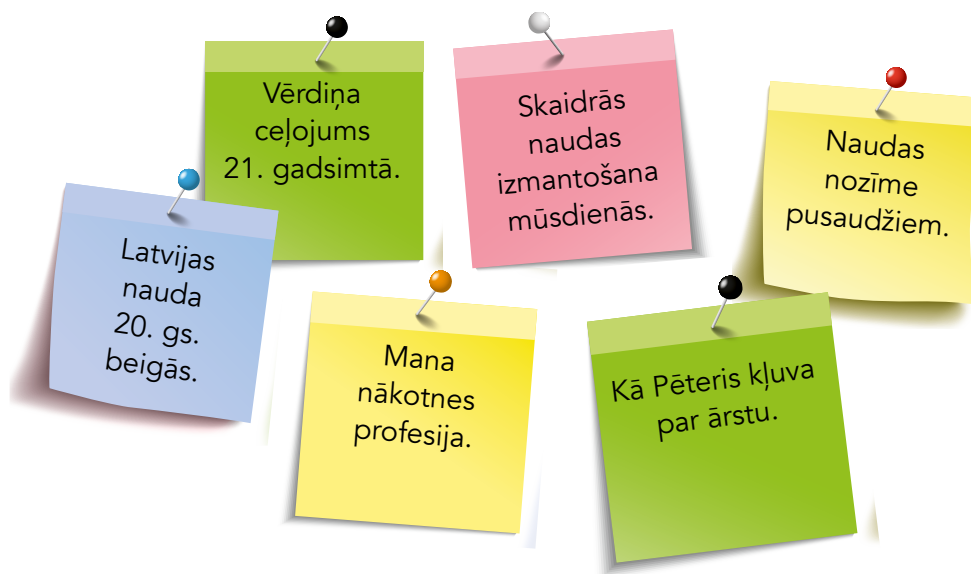 Vērdiņa
ceļojums
21. gadsimtā.
Skaidrās
naudas
izmantošana
mūsdienās.
Naudas
nozīme
pusaudžiem.
Latvijas
nauda
20. gs.
beigās.
Mana
nākotnes
profesija.
Kā Pēteris kļuva
par ārstu.